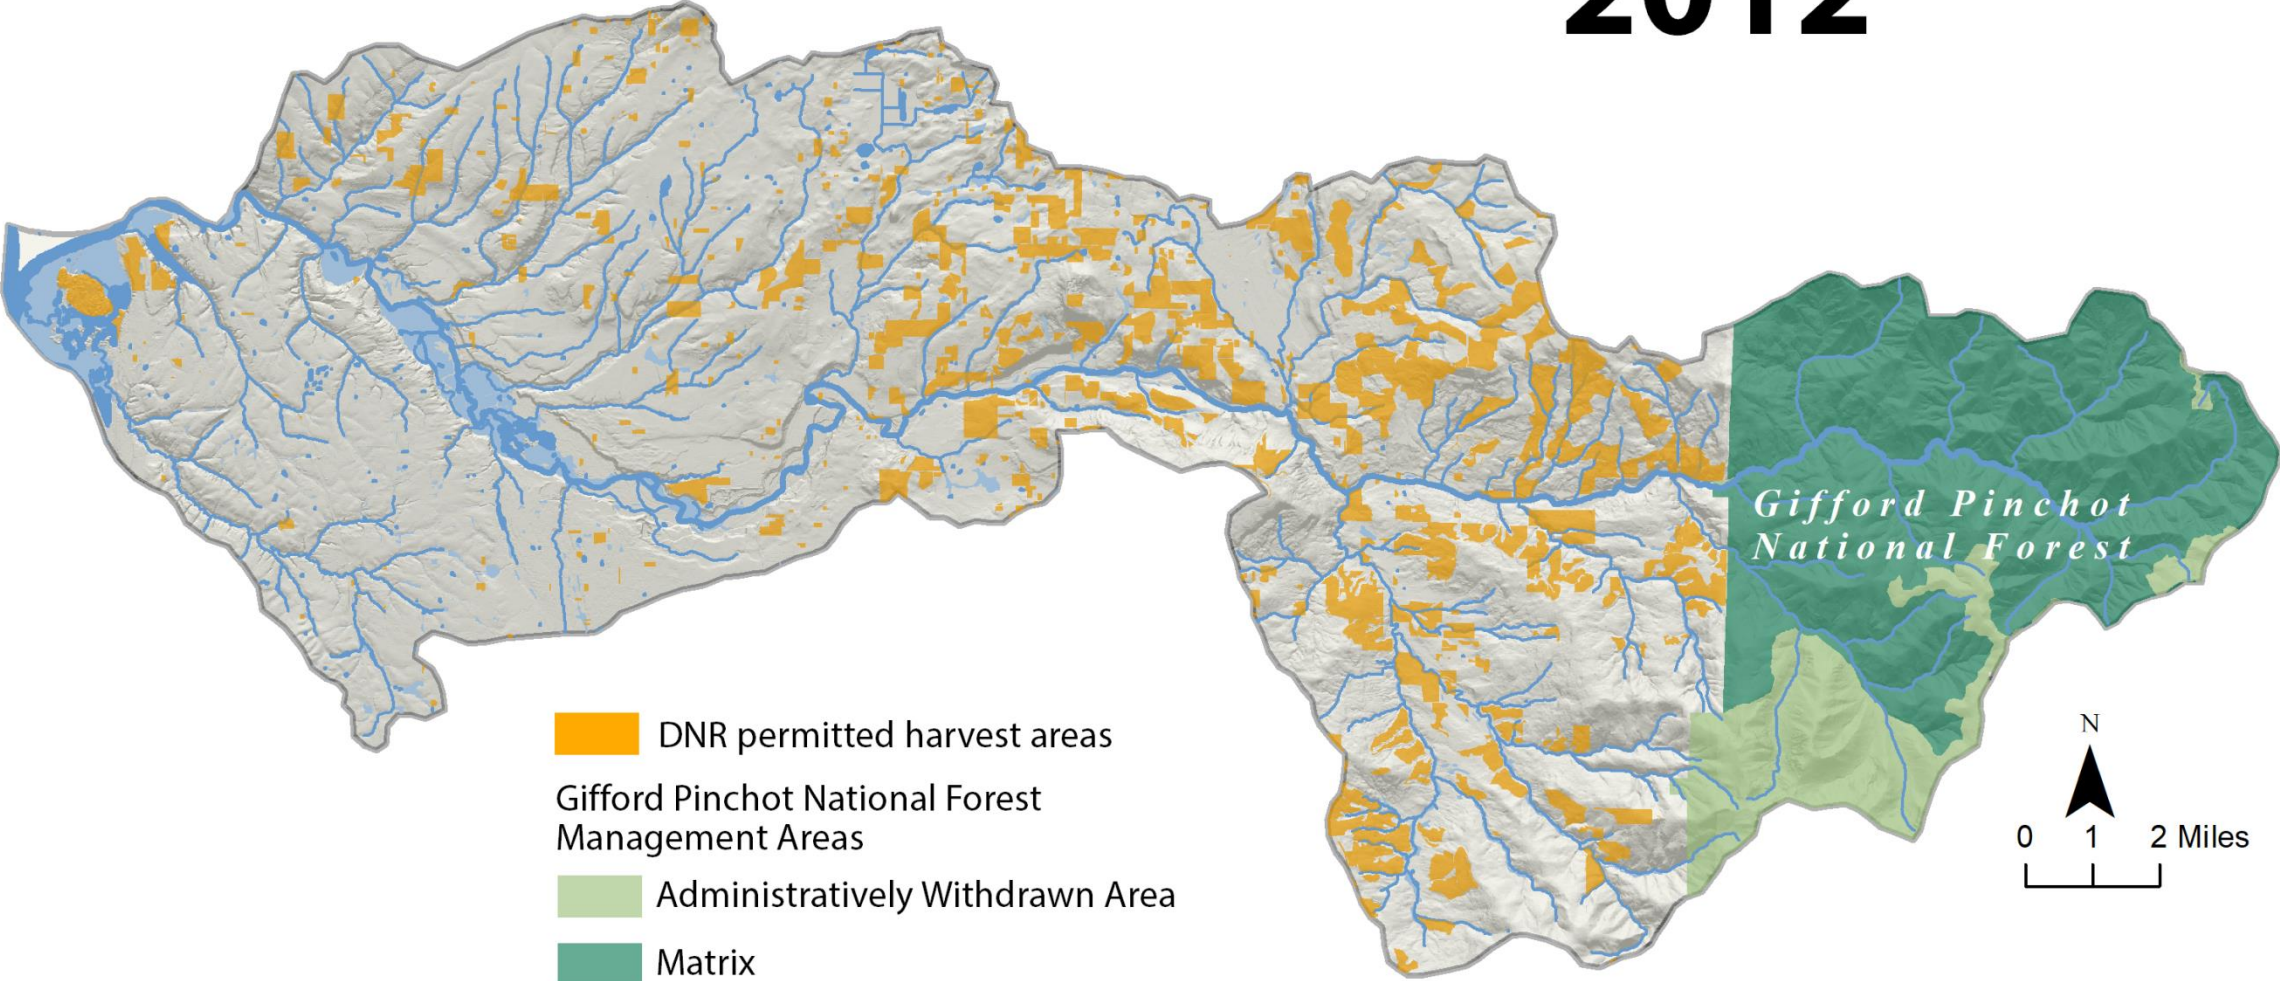 2012
Gifford Pinchot
National Forest
DNR permitted harvest areas
Gifford Pinchot National Forest
Management Areas
Administratively Withdrawn Area
Matrix
N
0 1 2 Miles